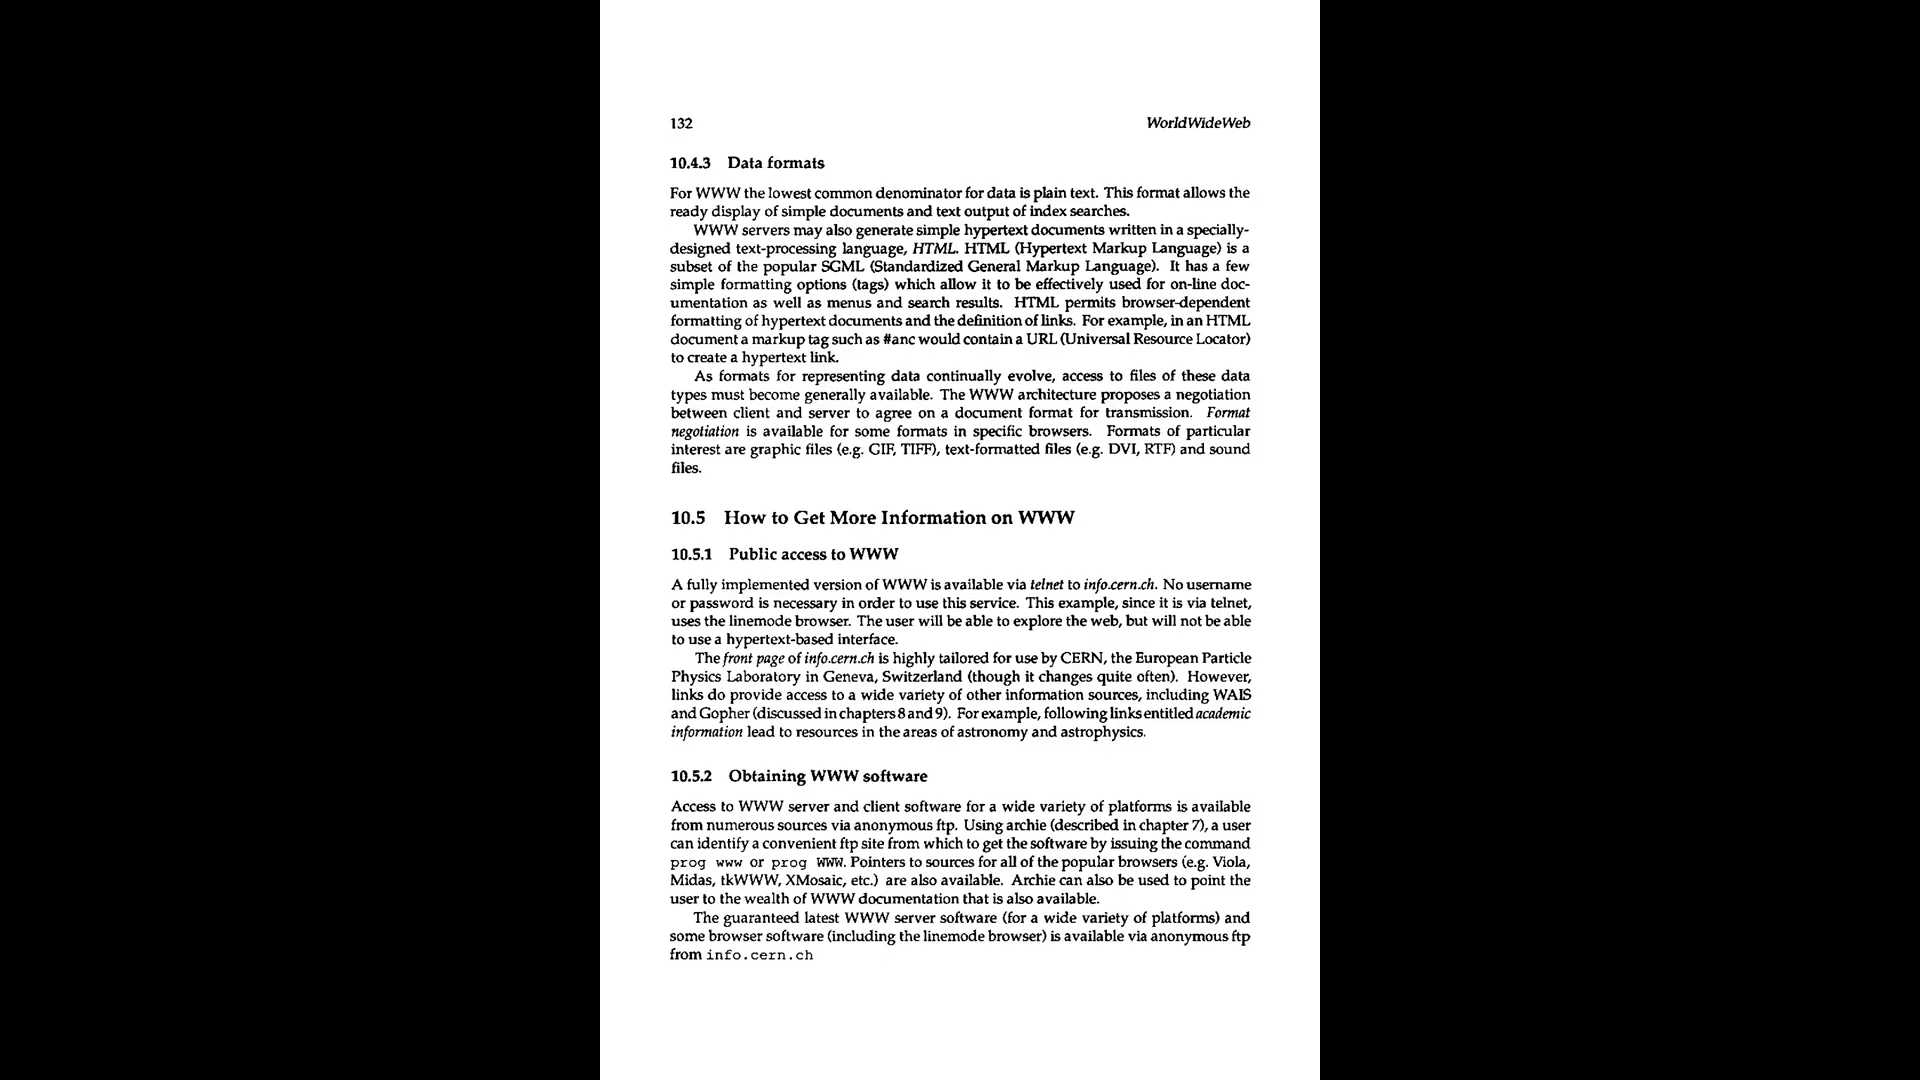 132 WorldWideWeb
10.4.3 Data formats
For WWW the lowest common denominator for data is plain text. This format allows the
ready display of simple documents and text output of index searches.
WWW servers may also generate simple hypertext documents written in a specially-
designed text-processing language, HTML. HTML (Hypertext Markup Language) is a
subset of the popular SGML (Standardized General Markup Language). It has a few
simple formatting options (tags) which allow it to be effectively used for on-line doc-
umentation as well as menus and search results. HTML permits browser-dependent
formatting of hypertext documents and the definition of links. For example, in an HTML
document a markup tag such as #anc would contain a URL (Universal Resource Locator)
to create a hypertext link.
As formats for representing data continually evolve, access to files of these data
types must become generally available. The WWW architecture proposes a negotiation
between client and server to agree on a document format for transmission. Format
negotiation is available for some formats in specific browsers. Formats of particular
interest are graphic files (e.g. GIF, TIFF), text-formatted files (e.g. DVI, RTF) and sound
files.
10.5 How to Get More Information on WWW
10.5.1 Public access to WWW
A fully implemented version of WWW is available via telnet to info.cern.ch. No username
or password is necessary in order to use this service. This example, since it is via telnet,
uses the linemode browser. The user will be able to explore the web, but will not be able
to use a hypertext-based interface.
The front page of info.cern.ch is highly tailored for use by CERN, the European Particle
Physics Laboratory in Geneva, Switzerland (though it changes quite often). However,
links do provide access to a wide variety of other information sources, including WAIS
and Gopher (discussed in chapters 8 and 9). For example, following links entitled academic
information lead to resources in the areas of astronomy and astrophysics.
10.5.2 Obtaining WWW software
Access to WWW server and client software for a wide variety of platforms is available
from numerous sources via anonymous ftp. Using archie (described in chapter 7), a user
can identify a convenient ftp site from which to get the software by issuing the command
prog www or prog WWW. Pointers to sources for all of the popular browsers (e.g. Viola,
Midas, tkWWW, XMosaic, etc.) are also available. Archie can also be used to point the
user to the wealth of WWW documentation that is also available.
The guaranteed latest WWW server software (for a wide variety of platforms) and
some browser software (including the linemode browser) is available via anonymous ftp
from info.cern.ch